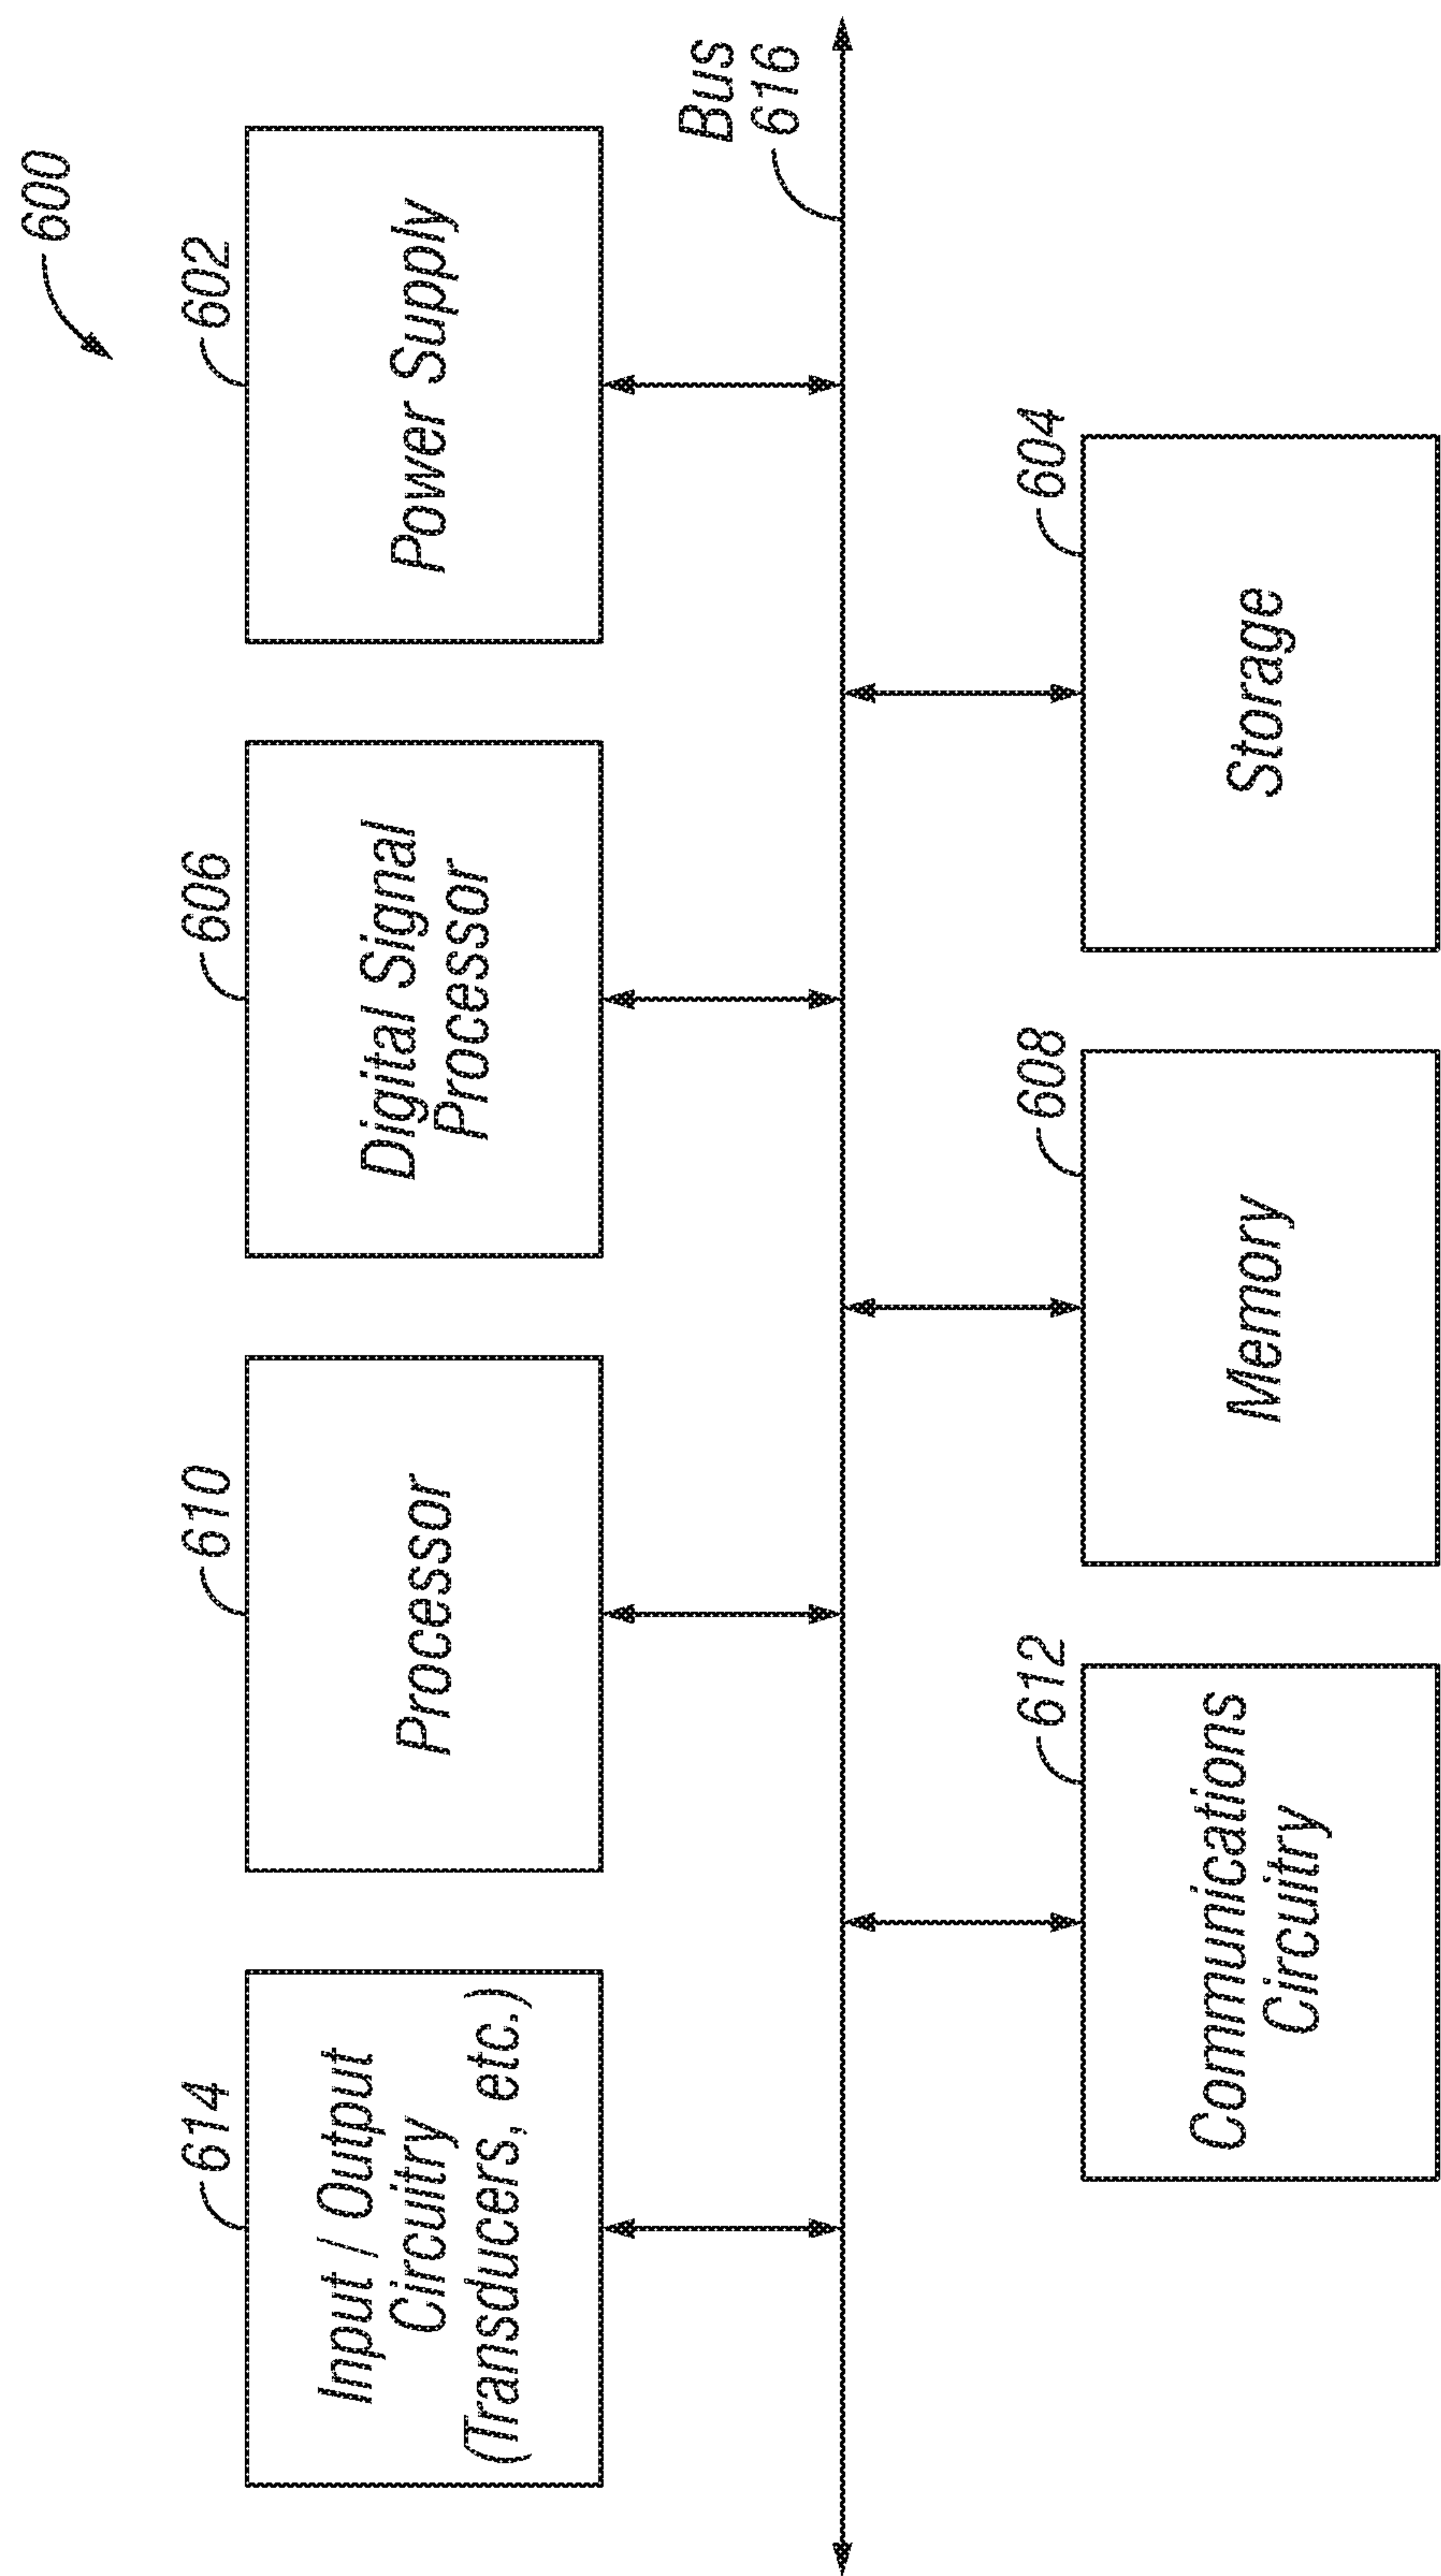 600
614
Input / Output
Circuitry
(Transducers, etc.)
610
Processor
606
Digital Signal
Processor
602
Power Supply
Bus
616
612
Communications
Circuitry
608
Memory
604
Storage